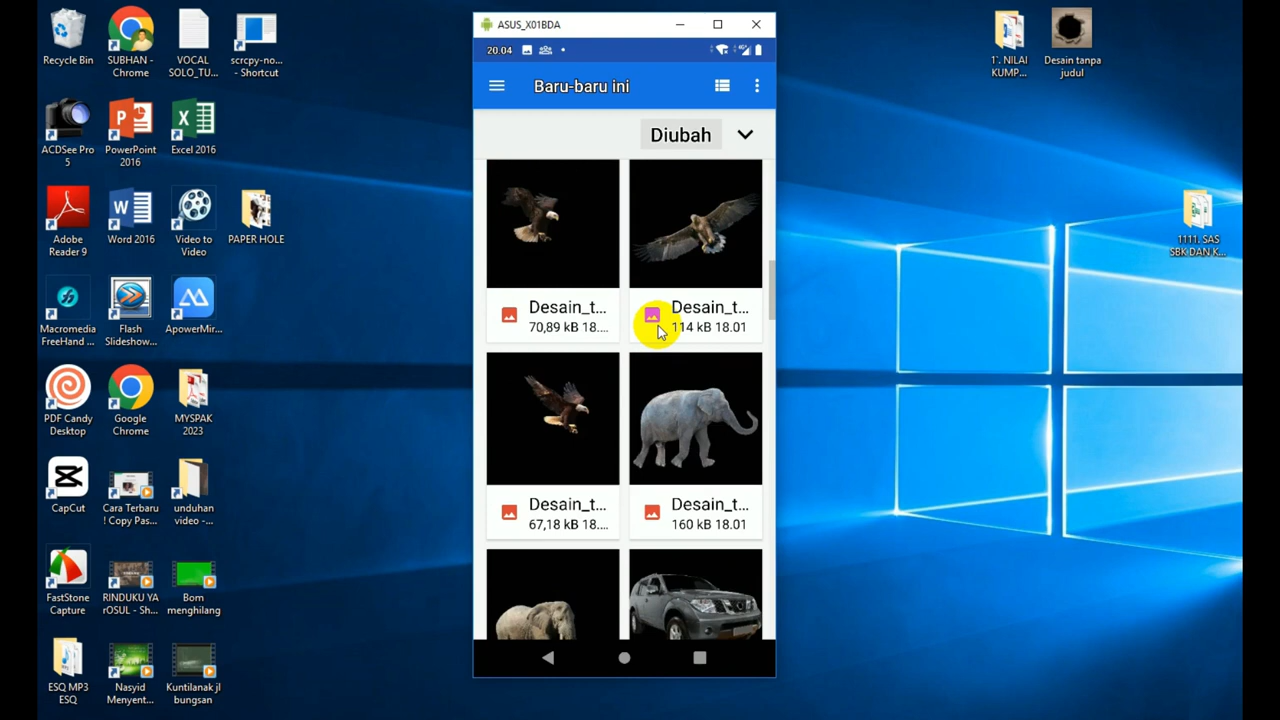 ASUS_X01BDA
20.04
Baru-baru ini
Diubah
Desain_t...
70,89 kB 18....
Desain_t...
114 kB 18.01
Desain_t...
67,18 kB 18....
Desain_t...
160 kB 18.01
Recycle Bin
SUBHAN -
Chrome
VOCAL
SOLO_TU...
scrcpy-no...
- Shortcut
ACDSee Pro
5
PowerPoint
2016
Excel 2016
Adobe
Reader 9
Word 2016
Video to
Video
PAPER HOLE
Macromedia
FreeHand ...
Flash
Slideshow...
ApowerMir...
PDF Candy
Desktop
Google
Chrome
MYSPAK
2023
CapCut
Cara Terbaru
! Copy Pas...
unduhan
video -...
FastStone
Capture
RINDUKU YA
rOSUL - Sh...
Bom
menghilang
ESQ MP3
ESQ
Nasyid
Menyent...
Kuntilanak jl
bungsan
1'. NILAI
KUMP...
Desain tanpa
judul
1111. SAS
SBK DAN K...